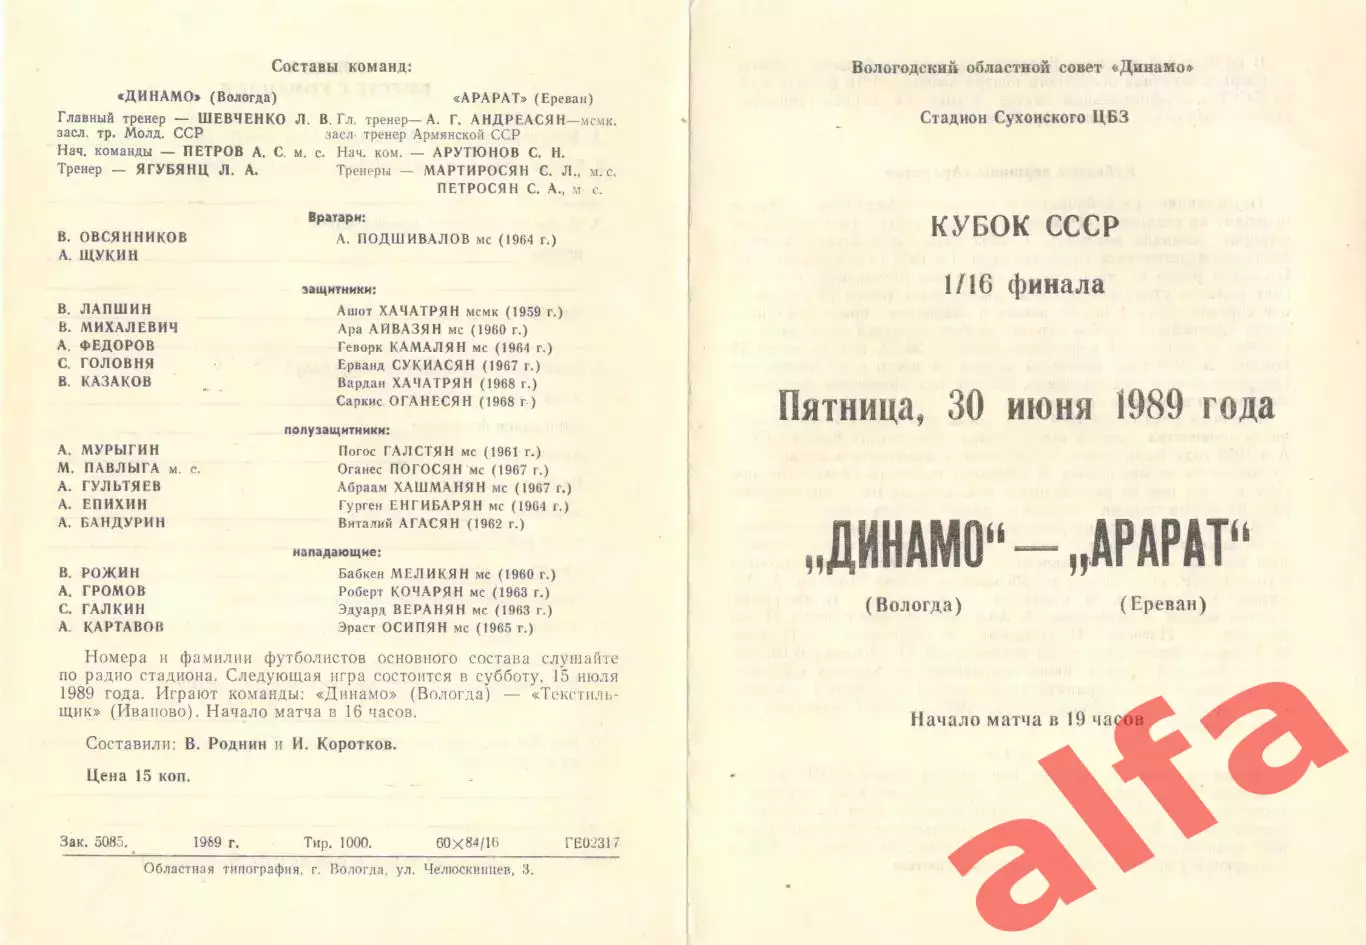 Составы команд:
«ДИНАМО» (Вологда)
Главный тренер — ШЕВЧЕНКО Л. В.
засл. тр. Молд. ССР
Нач. команды — ПЕТРОВ А. С. м. с.
Тренер — ЯГУБЯНЦ Л. А.
«АРАРАТ» (Ереван)
Гл. тренер— А. Г. АНДРЕАСЯН—мсмк.
засл. тренер Армянской ССР
Нач. ком. — АРУТЮНОВ С. Н.
Тренеры — МАРТИРОСЯН С. Л., м. с.
ПЕТРОСЯН С. А., м с.
Вратари:
В. ОВСЯННИКОВ
А. ЩУКИН
А. ПОДШИВАЛОВ мс (1964 г.)
защитники:
В. ЛАПШИН
В. МИХАЛЕВИЧ
А. ФЕДОРОВ
С. ГОЛОВНЯ
В. КАЗАКОВ
Ашот ХАЧАТРЯН мсмк (1959 г.)
Ара АЙВАЗЯН мс (1960 г.)
Геворк КАМАЛЯН мс (1964 г.)
Ерванд СУКИАСЯН (1967 г.)
Вардан ХАЧАТРЯН (1968 г.)
Саркис ОГАНЕСЯН (1968 г )
полузащитники:
А. МУРЫГИН
М. ПАВЛЫГА м. с.
А. ГУЛЬТЯЕВ
А. ЕПИХИН
А. БАНДУРИН
Погос ГАЛСТЯН мс (1961 г.)
Оганес ПОГОСЯН мс (1967 г.)
Абраам ХАШМАНЯН мс (1967 г.)
Гурген ЕНГИБАРЯН мс (1964 г.)
Виталий АГАСЯН (1962 г.)
нападающие:
В. РОЖИН
А. ГРОМОВ
С. ГАЛКИН
А. КАРТАВОВ
Бабкен МЕЛИКЯН мс (1960 г.)
Роберт КОЧАРЯН мс (1963 г.)
Эдуард ВЕРАНЯН мс (1963 г.)
Эраст ОСИПЯН мс (1965 г.)
Номера и фамилии футболистов основного состава слушайте
по радио стадиона. Следующая игра состоится в субботу, 15 июля
1989 года. Играют команды: «Динамо» (Вологда) — «Текстиль-
щик» (Иваново). Начало матча в 16 часов.
Составили: В. Роднин и И. Коротков.
Цена 15 коп.
Зак. 5085. 1989 г. Тир. 1000. 60×84/16 ГЕ02317
Областная типография, г. Вологда, ул. Челюскинцев, 3.
Вологодский областной совет «Динамо»
Стадион Сухонского ЦБЗ
КУБОК СССР
1/16 финала
Пятница, 30 июня 1989 года
„ДИНАМО“ — „АРАРАТ“
(Вологда) (Ереван)
Начало матча в 19 часов
alfa